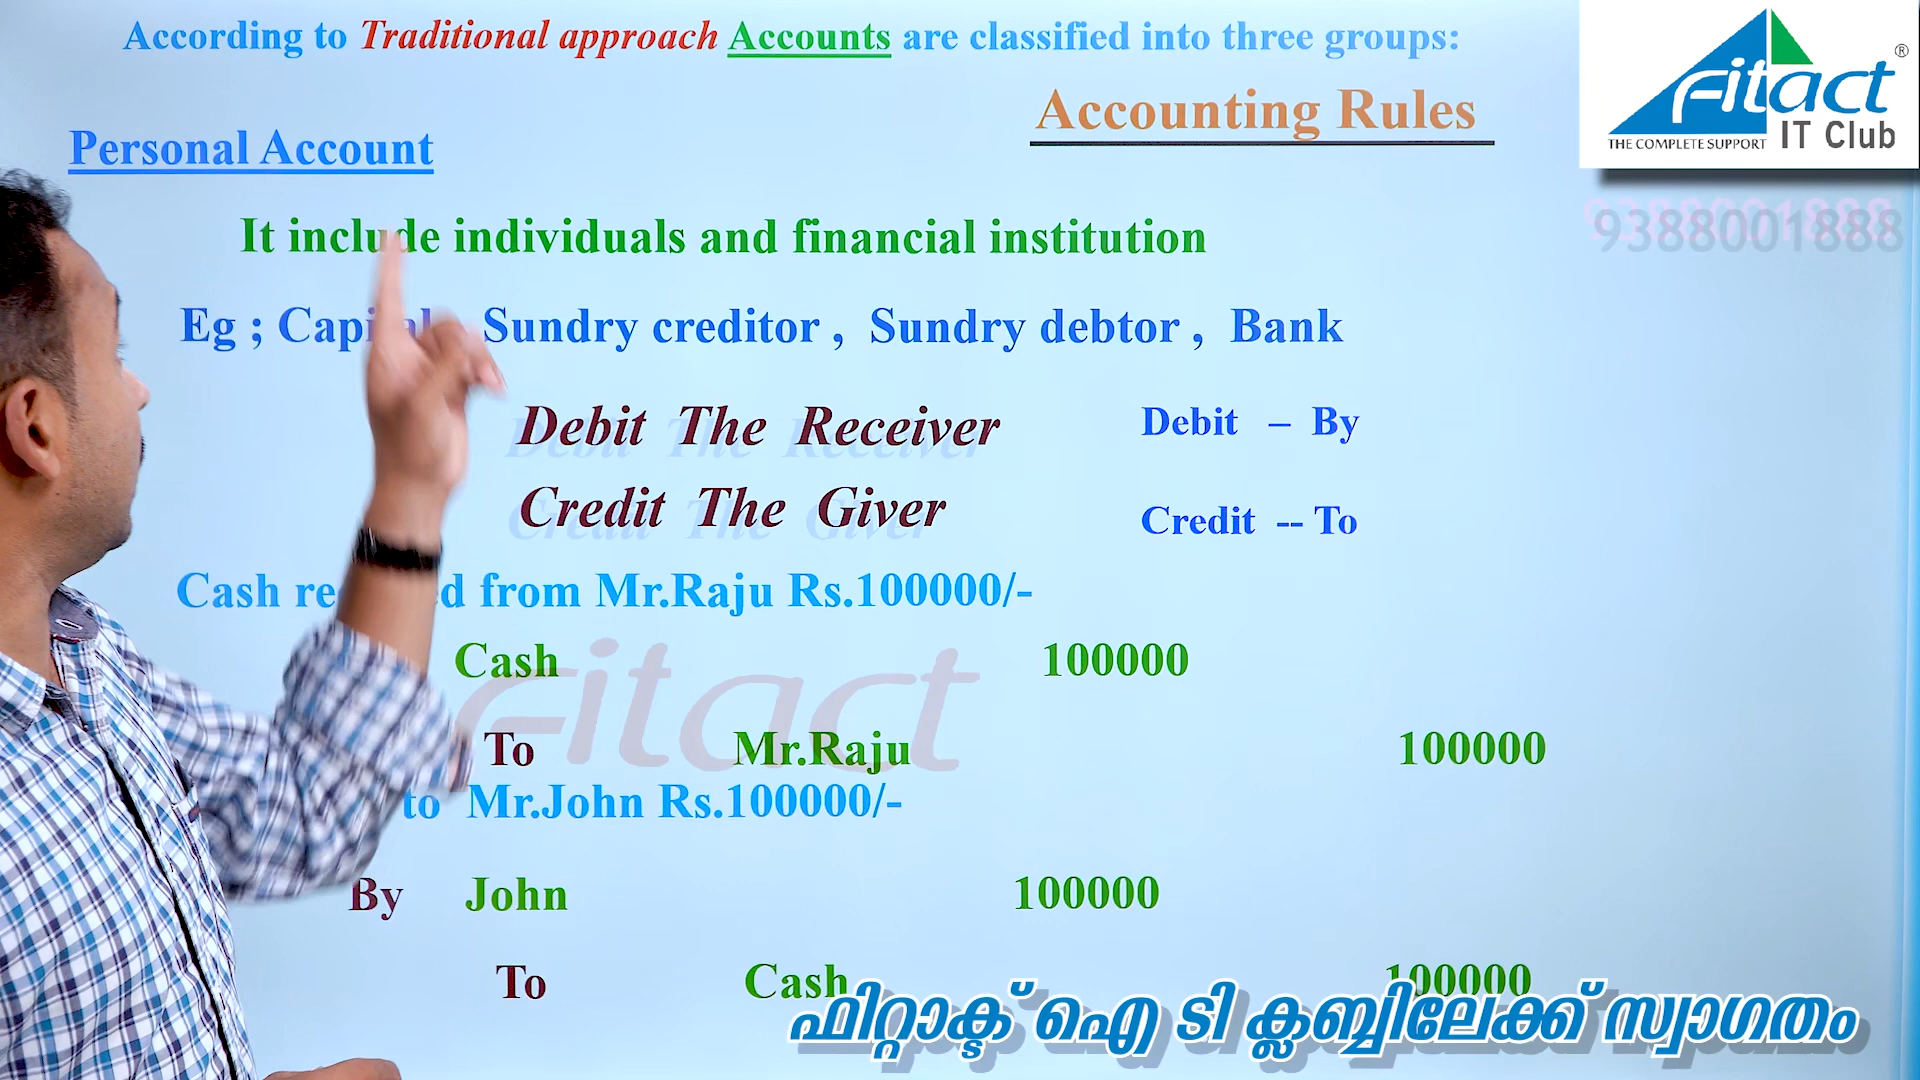 According to Traditional approach Accounts are classified into three groups:
Fitact ®
THE COMPLETE SUPPORT IT Club
Accounting Rules
Personal Account
9388001888
It include individuals and financial institution
Eg ; Capital , Sundry creditor , Sundry debtor , Bank
Debit The Receiver Debit – By
Credit The Giver Credit -- To
Cash re d from Mr.Raju Rs.100000/-
Cash 100000
Fitact
To Mr.Raju 100000
to Mr.John Rs.100000/-
By John 100000
To Cash 100000
ഫിറ്റാക്ട് ഐ ടി ക്ലബ്ബിലേക്ക് സ്വാഗതം